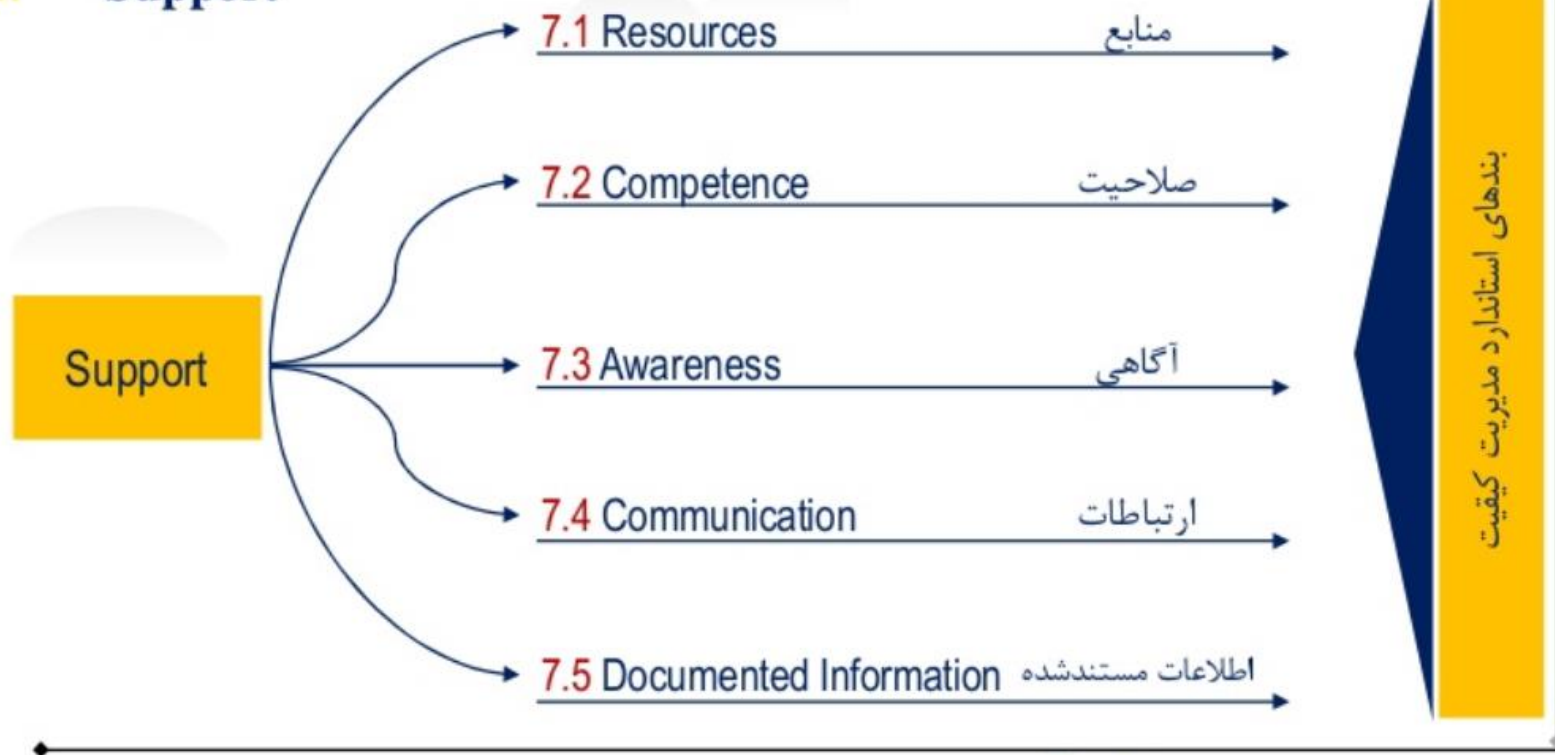 Support
7.1 Resources منابع
7.2 Competence صلاحیت
Support
7.3 Awareness آگاهی
7.4 Communication ارتباطات
7.5 Documented Information اطلاعات مستندشده
بندهای استاندارد مدیریت کیفیت